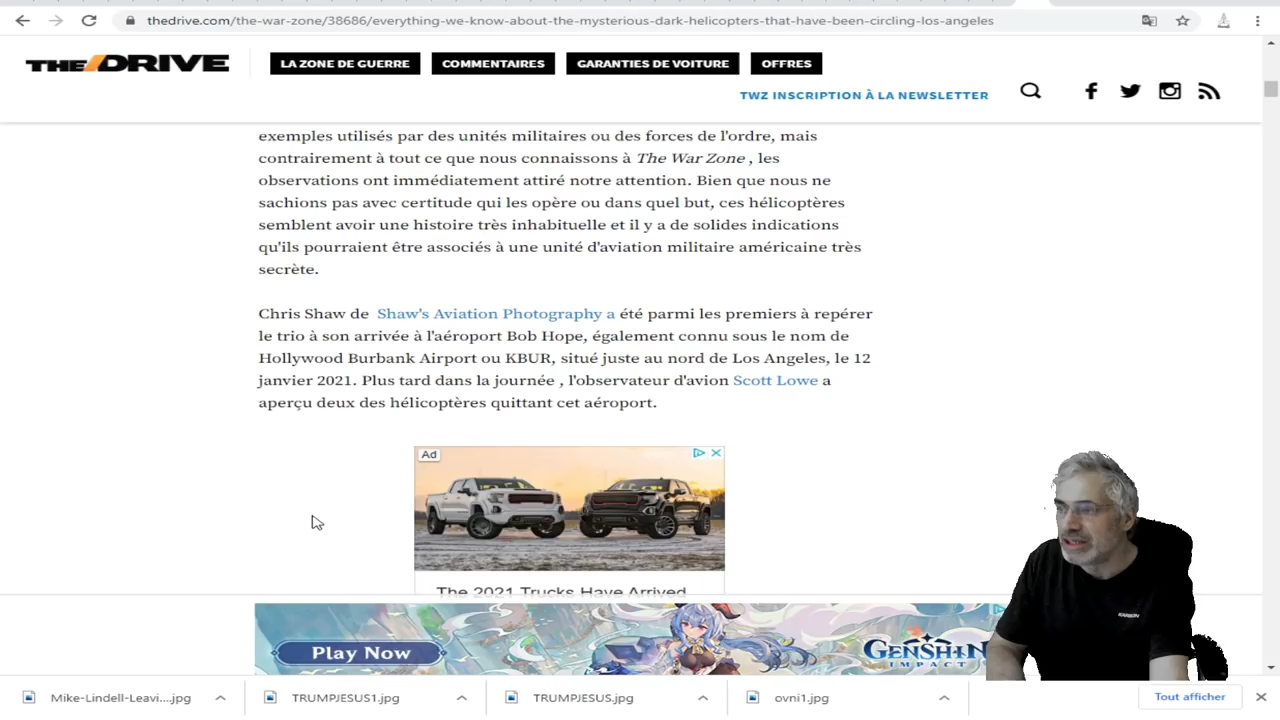 thedrive.com/the-war-zone/38686/everything-we-know-about-the-mysterious-dark-helicopters-that-have-been-circling-los-angeles
THE DRIVE
LA ZONE DE GUERRE
COMMENTAIRES
GARANTIES DE VOITURE
OFFRES
TWZ INSCRIPTION À LA NEWSLETTER
exemples utilisés par des unités militaires ou des forces de l'ordre, mais
contrairement à tout ce que nous connaissons à The War Zone , les
observations ont immédiatement attiré notre attention. Bien que nous ne
sachions pas avec certitude qui les opère ou dans quel but, ces hélicoptères
semblent avoir une histoire très inhabituelle et il y a de solides indications
qu'ils pourraient être associés à une unité d'aviation militaire américaine très
secrète.
Chris Shaw de Shaw's Aviation Photography a été parmi les premiers à repérer
le trio à son arrivée à l'aéroport Bob Hope, également connu sous le nom de
Hollywood Burbank Airport ou KBUR, situé juste au nord de Los Angeles, le 12
janvier 2021. Plus tard dans la journée , l'observateur d'avion Scott Lowe a
aperçu deux des hélicoptères quittant cet aéroport.
Ad
The 2021 Trucks Have Arrived
Play Now
GENSHIN
IMPACT
Mike-Lindell-Leavi....jpg
TRUMPJESUS1.jpg
TRUMPJESUS.jpg
ovni1.jpg
Tout afficher